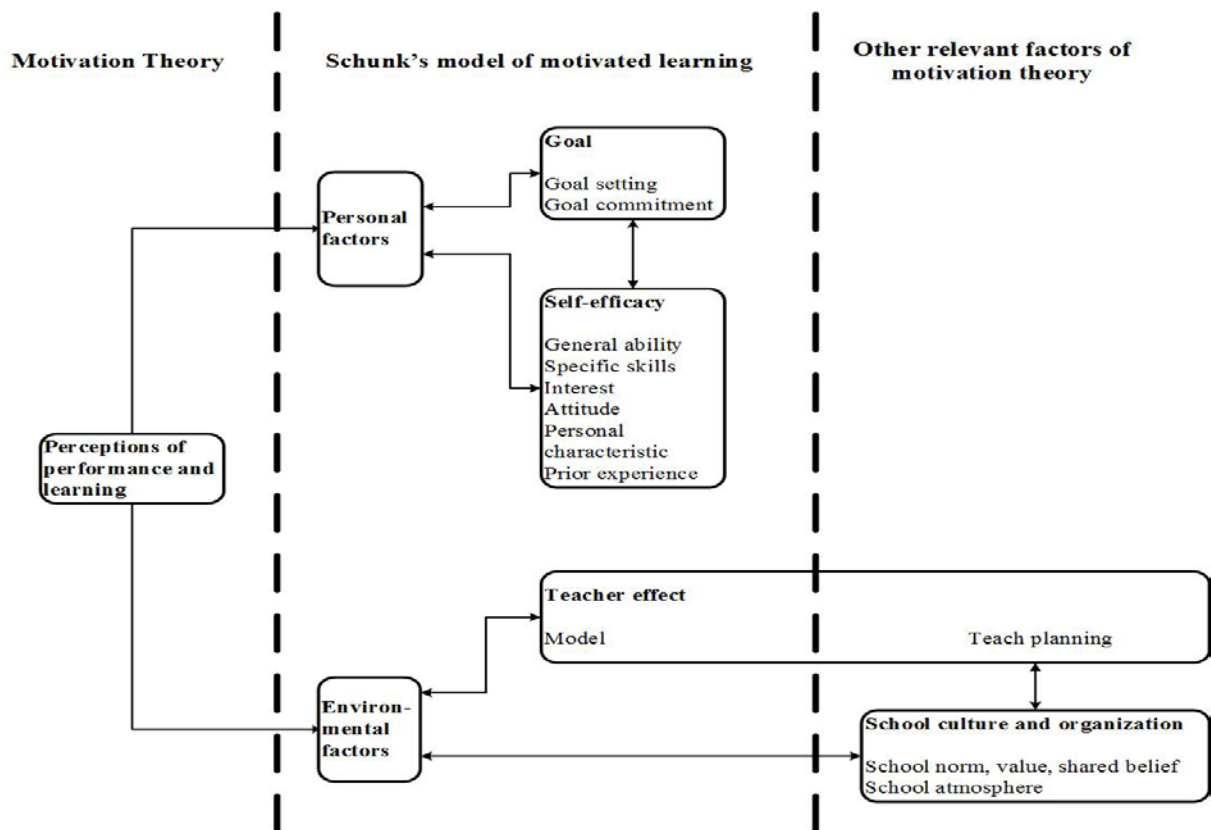 Motivation Theory
Schunk's model of motivated learning
Other relevant factors of
motivation theory
Goal
Goal setting
Goal commitment
Personal
factors
Self-efficacy
General ability
Specific skills
Interest
Attitude
Personal
characteristic
Prior experience
Perceptions of
performance and
learning
Teacher effect
Model
Teach planning
Environ-
mental
factors
School culture and organization
School norm, value, shared belief
School atmosphere